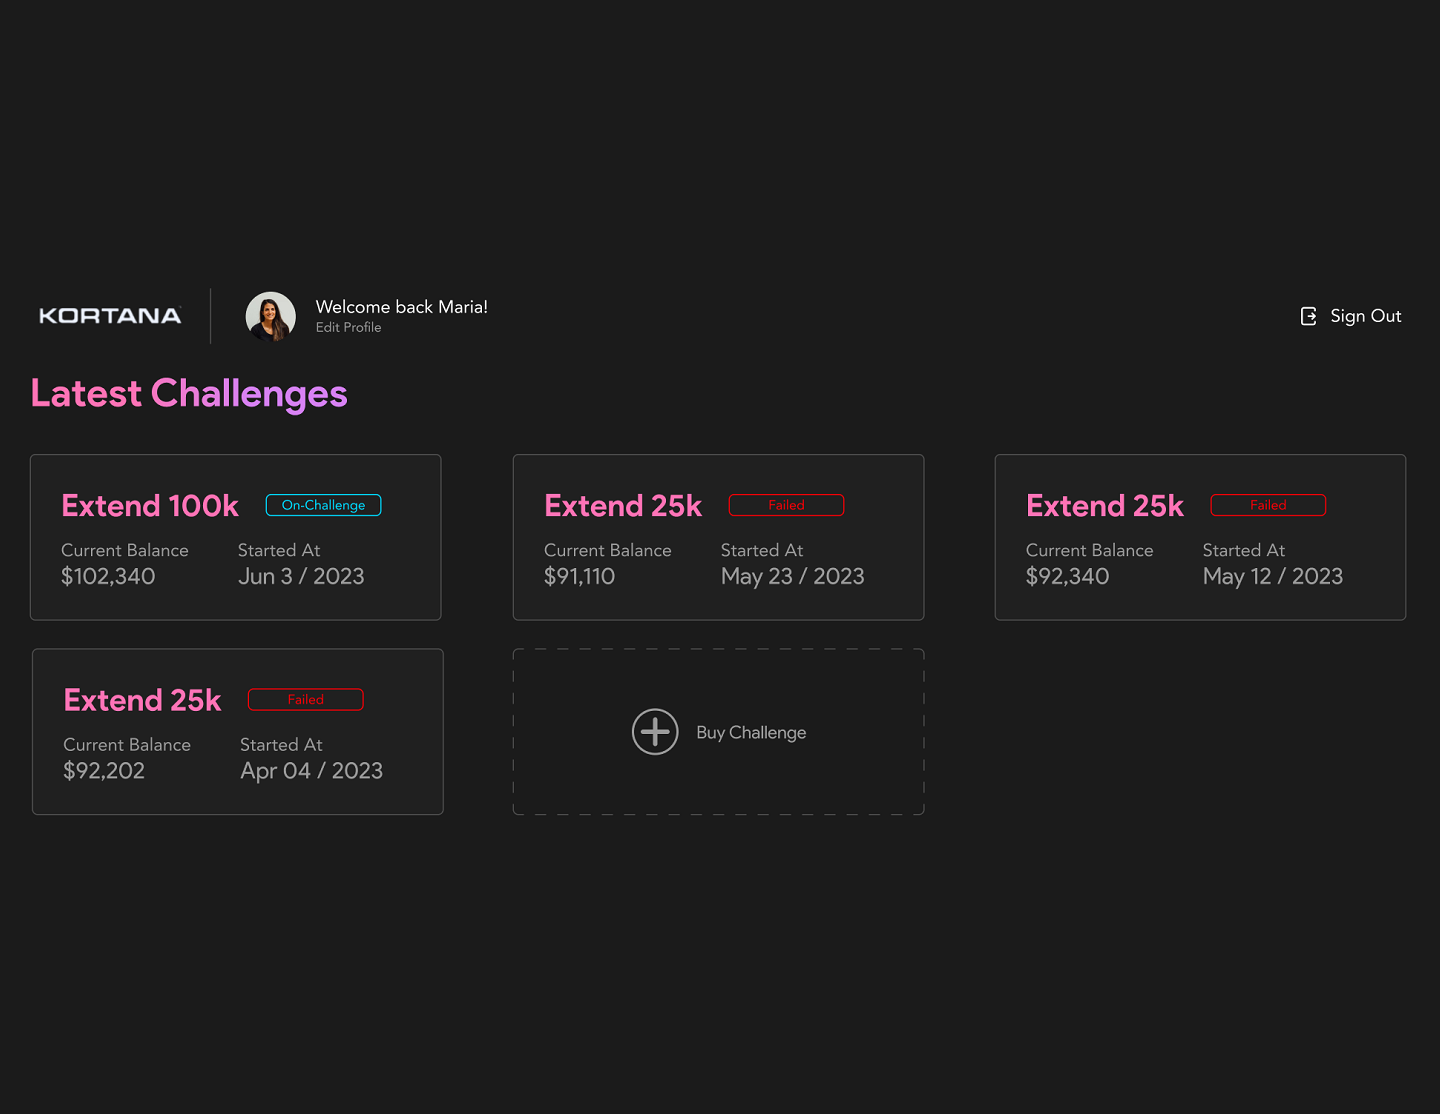 KORTANA
Welcome back Maria!
Edit Profile
Sign Out
Latest Challenges
Extend 100k
On-Challenge
Current Balance
Started At
$102,340
Jun 3 / 2023
Extend 25k
Failed
Current Balance
Started At
$91,110
May 23 / 2023
Extend 25k
Failed
Current Balance
Started At
$92,340
May 12 / 2023
Extend 25k
Failed
Current Balance
Started At
$92,202
Apr 04 / 2023
Buy Challenge